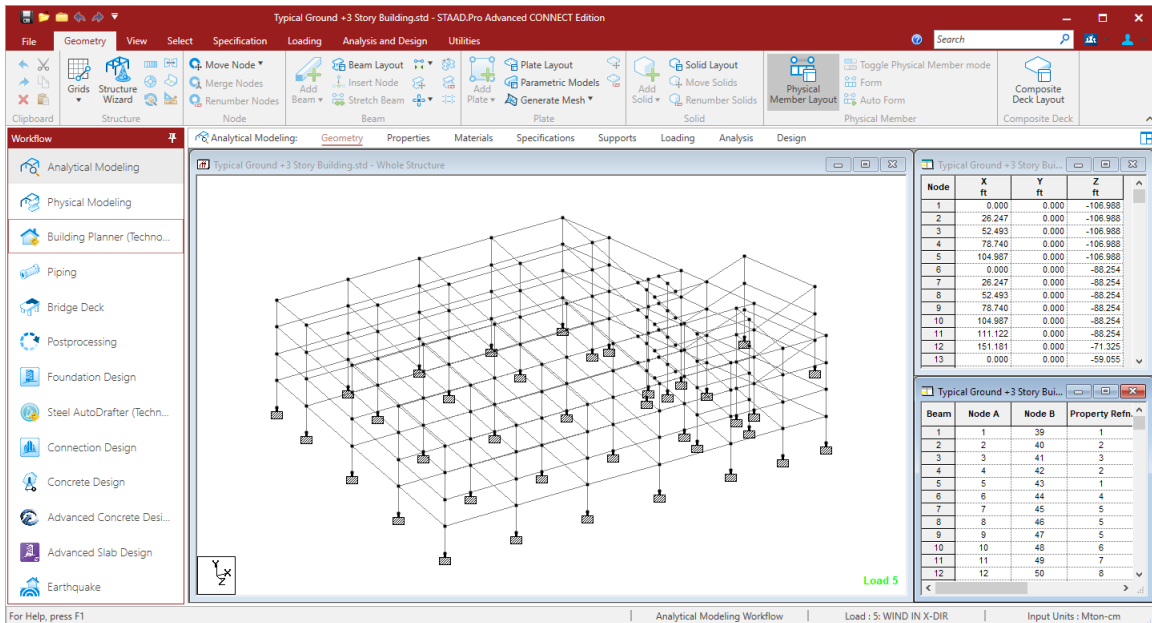 Typical Ground +3 Story Building.std - STAAD.Pro Advanced CONNECT Edition
File Geometry View Select Specification Loading Analysis and Design Utilities Search
Move Node Beam Layout Plate Layout Solid Layout Toggle Physical Member mode
Merge Nodes Insert Node Parametric Models Move Solids Form
Renumber Nodes Stretch Beam Generate Mesh Renumber Solids Auto Form
Grids Structure Wizard Add Beam Add Plate Add Solid Physical Member Layout Composite Deck Layout
Clipboard Structure Node Beam Plate Solid Physical Member Composite Deck
Workflow
Analytical Modeling
Physical Modeling
Building Planner (Techno...
Piping
Bridge Deck
Postprocessing
Foundation Design
Steel AutoDrafter (Techn...
Connection Design
Concrete Design
Advanced Concrete Desi...
Advanced Slab Design
Earthquake
Analytical Modeling: Geometry Properties Materials Specifications Supports Loading Analysis Design
Typical Ground +3 Story Building.std - Whole Structure
Y
X
Z
Load 5
Typical Ground +3 Story Bui...
Node X ft Y ft Z ft
1 0.000 0.000 -106.988
2 26.247 0.000 -106.988
3 52.493 0.000 -106.988
4 78.740 0.000 -106.988
5 104.987 0.000 -106.988
6 0.000 0.000 -88.254
7 26.247 0.000 -88.254
8 52.493 0.000 -88.254
9 78.740 0.000 -88.254
10 104.987 0.000 -88.254
11 111.122 0.000 -88.254
12 151.181 0.000 -71.325
13 0.000 0.000 -59.055
Typical Ground +3 Story Bui...
Beam Node A Node B Property Refn.
1 1 39 1
2 2 40 2
3 3 41 3
4 4 42 2
5 5 43 1
6 6 44 4
7 7 45 5
8 8 46 5
9 9 47 5
10 10 48 6
11 11 49 7
12 12 50 8
For Help, press F1 Analytical Modeling Workflow Load : 5: WIND IN X-DIR Input Units : Mton-cm